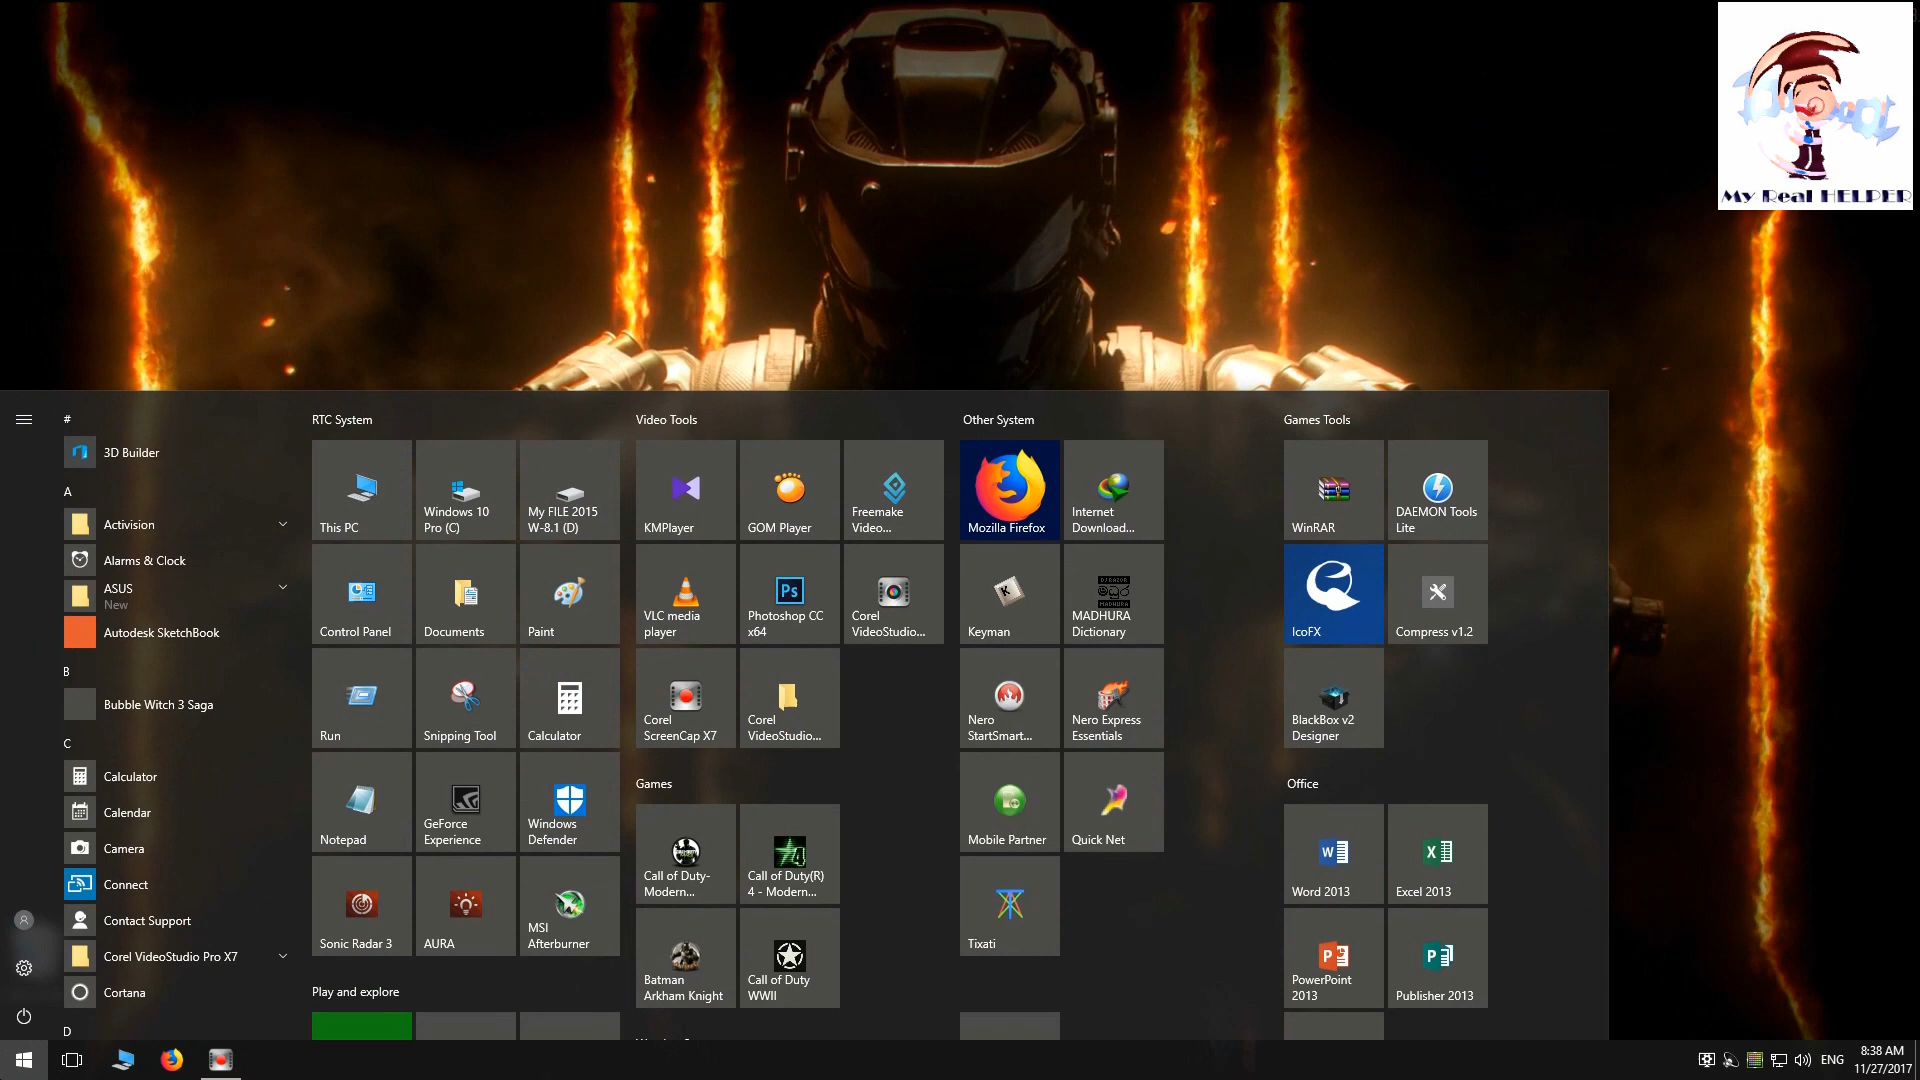 My Real HELPER
#
3D Builder
A
Activision
Alarms & Clock
ASUS
New
Autodesk SketchBook
B
Bubble Witch 3 Saga
C
Calculator
Calendar
Camera
Connect
Contact Support
Corel VideoStudio Pro X7
Cortana
D
RTC System
This PC
Windows 10
Pro (C)
My FILE 2015
W-8.1 (D)
Control Panel
Documents
Paint
Run
Snipping Tool
Calculator
Notepad
GeForce
Experience
Windows
Defender
Sonic Radar 3
AURA
MSI
Afterburner
Play and explore
Video Tools
KMPlayer
GOM Player
Freemake
Video...
VLC media
player
Ps
Photoshop CC
x64
Corel
VideoStudio...
Corel
ScreenCap X7
Corel
VideoStudio...
Games
Call of Duty-
Modern...
4
Call of Duty(R)
4 - Modern...
Batman
Arkham Knight
Call of Duty
WWII
Other System
Mozilla Firefox
Internet
Download...
K
Keyman
DJ RAZOR
මධුර
MADHURA
MADHURA
Dictionary
Nero
StartSmart...
Nero Express
Essentials
Mobile Partner
Quick Net
Tixati
Games Tools
WinRAR
DAEMON Tools
Lite
IcoFX
Compress v1.2
BlackBox v2
Designer
Office
W
Word 2013
X
Excel 2013
P
PowerPoint
2013
P
Publisher 2013
ENG
8:38 AM
11/27/2017